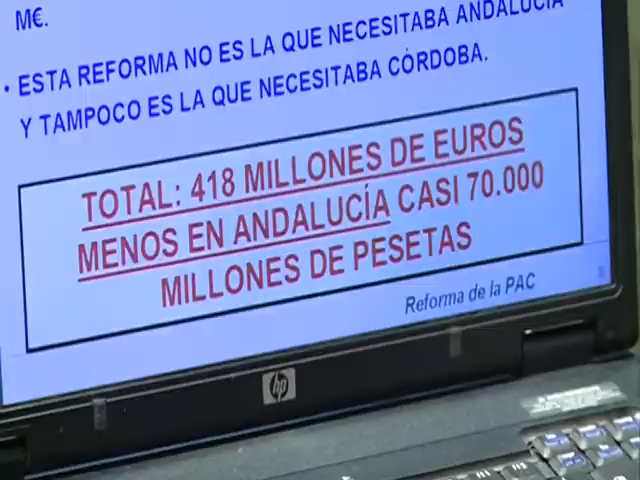 M€.
• ESTA REFORMA NO ES LA QUE NECESITABA ANDALUCÍA
Y TAMPOCO ES LA QUE NECESITABA CÓRDOBA.
TOTAL: 418 MILLONES DE EUROS
MENOS EN ANDALUCÍA CASI 70.000
MILLONES DE PESETAS
Reforma de la PAC
hp